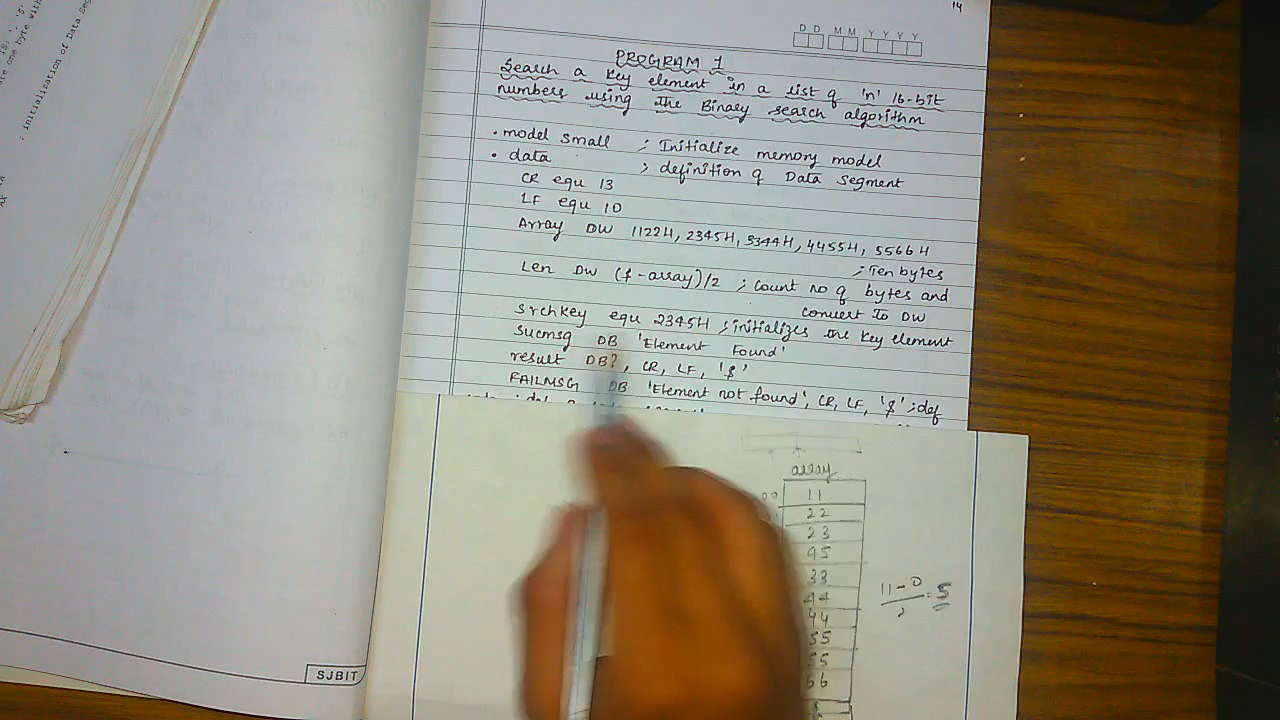 14
D D M M Y Y Y Y
PROGRAM 1
Search a key element in a list of 'n' 16-bit
numbers using the Binary search algorithm
.model small ; Initialize memory model
.data ; definition of Data Segment
CR equ 13
LF equ 10
Array DW 1122H, 2345H, 3344H, 4455H, 5566H
; Ten bytes
Len DW ($-array)/2 ; count no of bytes and
convert to DW
srchkey equ 2345H ; initializes the key element
sucmsg DB 'Element Found'
result DB?, CR, LF, '$'
FAILMSG DB 'Element not found', CR, LF, '$' ; def
array
11
22
23
45
33
44
44
55
55
66
11-0
2
=5
SJBIT
initialization of Data Seg